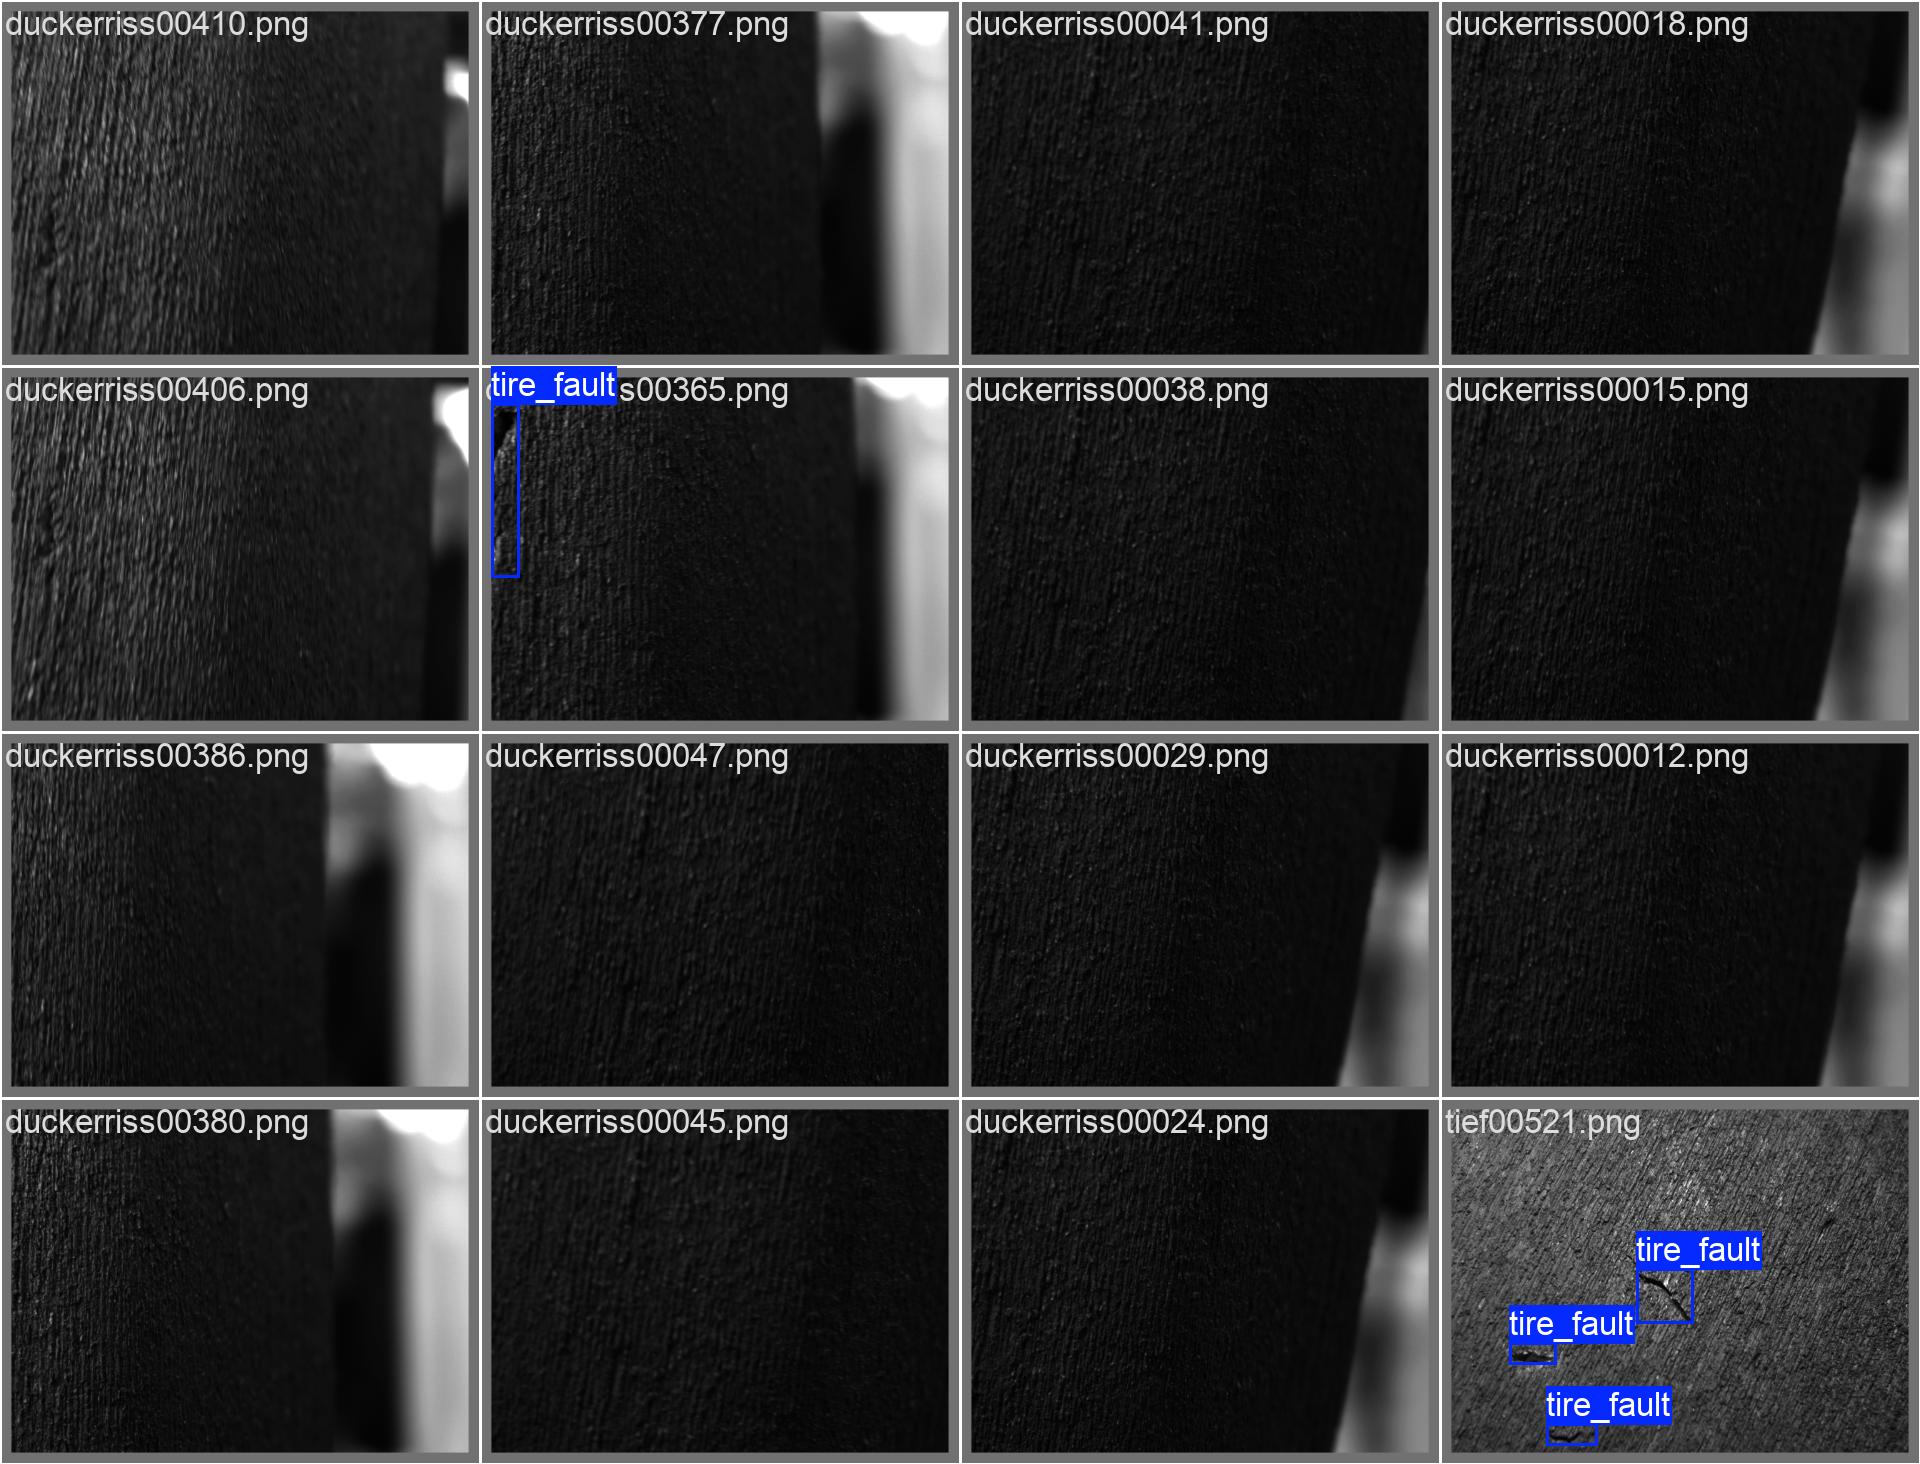 duckerriss00410.png
duckerriss00377.png
duckerriss00041.png
duckerriss00018.png
duckerriss00406.png
tire_fault
s00365.png
duckerriss00038.png
duckerriss00015.png
duckerriss00386.png
duckerriss00047.png
duckerriss00029.png
duckerriss00012.png
duckerriss00380.png
duckerriss00045.png
duckerriss00024.png
tief00521.png
tire_fault
tire_fault
tire_fault